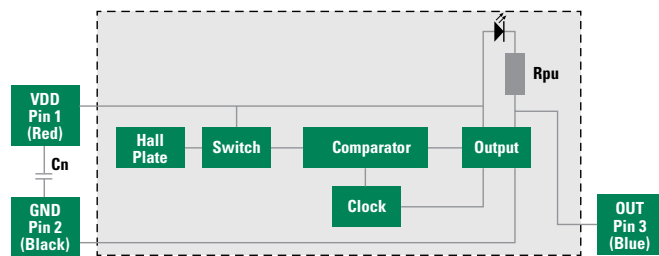 Rpu
VDD
Pin 1
(Red)
Hall
Plate
Switch
Comparator
Output
Cn
Clock
GND
Pin 2
(Black)
OUT
Pin 3
(Blue)